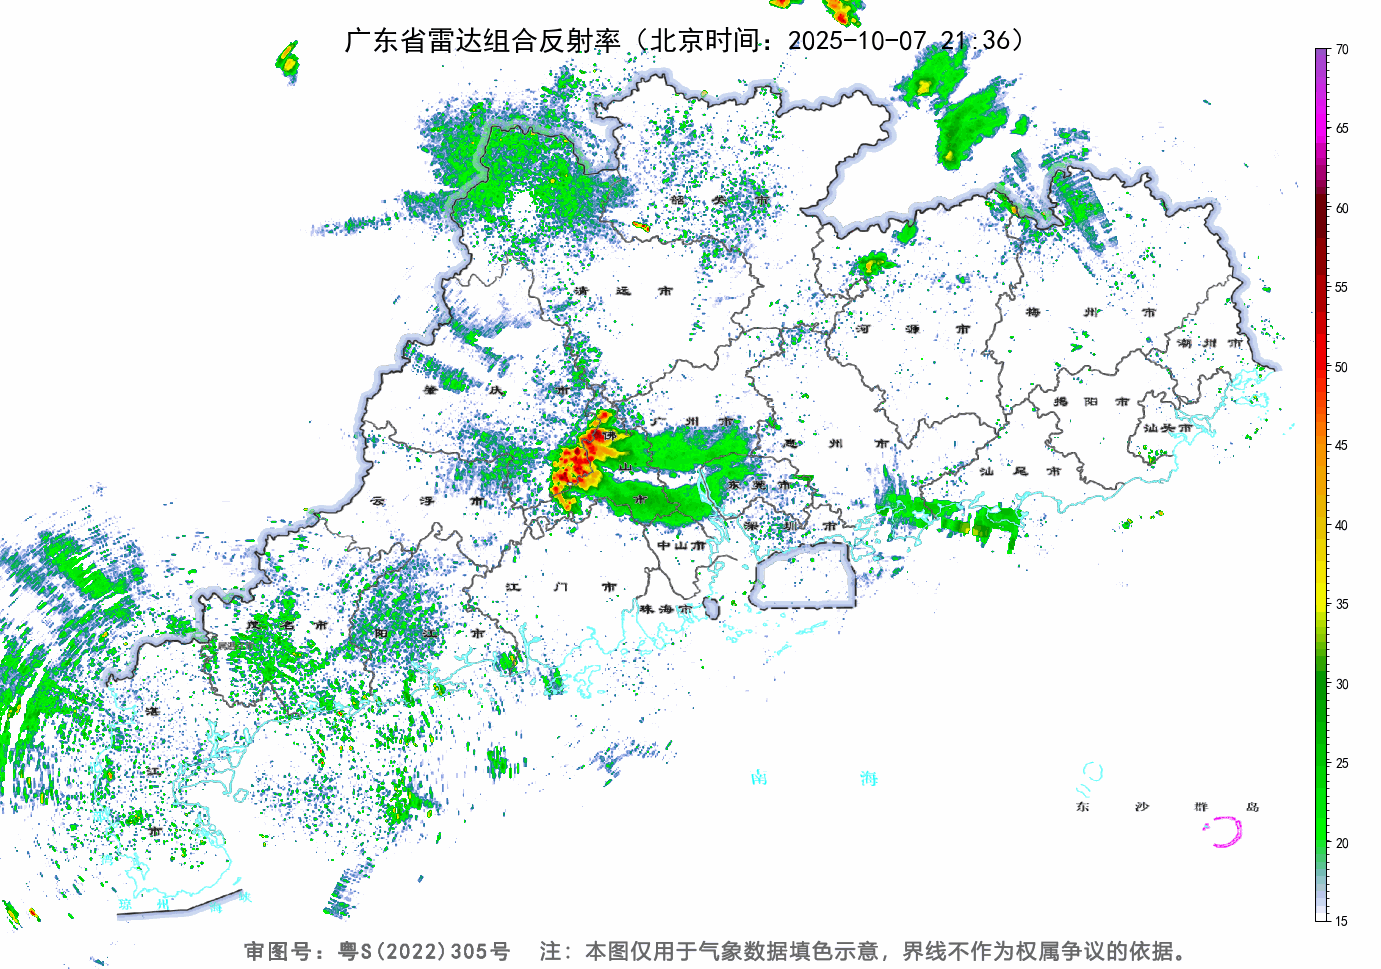 广东省雷达组合反射率（北京时间：2025-10-07 21:36）
70
65
60
55
50
45
40
35
30
25
20
15
韶关市
清远市
河源市
梅州市
潮州市
肇庆市
广州市
揭阳市
汕头市
佛山市
惠州市
汕尾市
云浮市
东莞市
深圳市
中山市
江门市
珠海市
茂名市
阳江市
湛江市
南海
东沙群岛
琼州海峡
审图号：粤S(2022)305号 注：本图仅用于气象数据填色示意，界线不作为权属争议的依据。